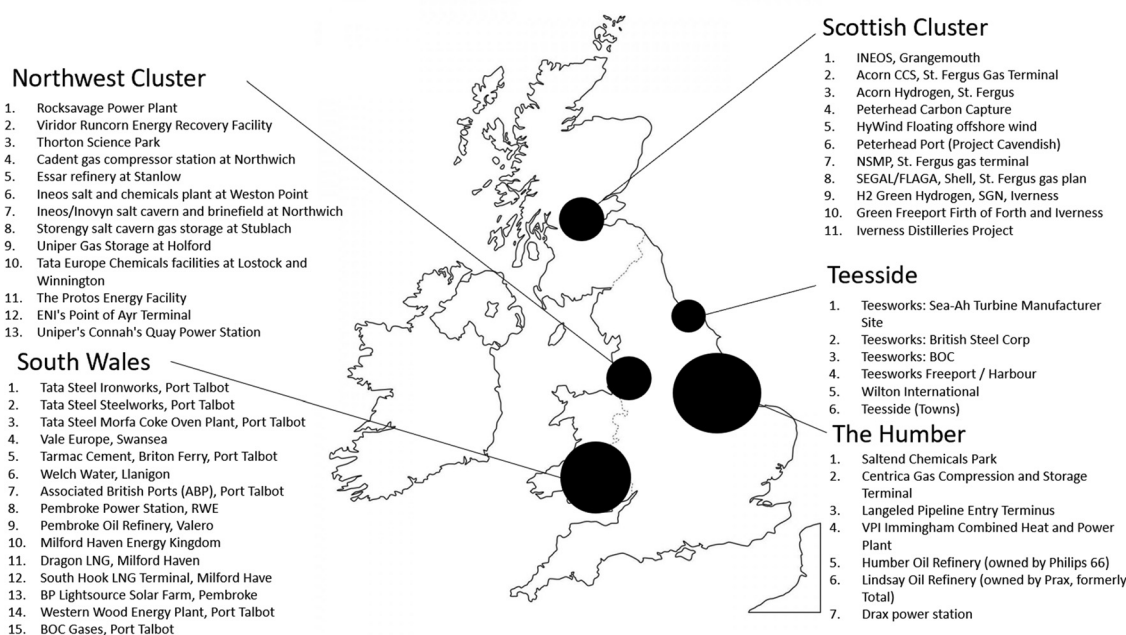 Northwest Cluster
1. Rocksavage Power Plant
2. Viridor Runcorn Energy Recovery Facility
3. Thorton Science Park
4. Cadent gas compressor station at Northwich
5. Essar refinery at Stanlow
6. Ineos salt and chemicals plant at Weston Point
7. Ineos/Inovyn salt cavern and brinefield at Northwich
8. Storengy salt cavern gas storage at Stublach
9. Uniper Gas Storage at Holford
10. Tata Europe Chemicals facilities at Lostock and
Winnington
11. The Protos Energy Facility
12. ENI's Point of Ayr Terminal
13. Uniper's Connah's Quay Power Station
South Wales
1. Tata Steel Ironworks, Port Talbot
2. Tata Steel Steelworks, Port Talbot
3. Tata Steel Morfa Coke Oven Plant, Port Talbot
4. Vale Europe, Swansea
5. Tarmac Cement, Briton Ferry, Port Talbot
6. Welch Water, Llanigon
7. Associated British Ports (ABP), Port Talbot
8. Pembroke Power Station, RWE
9. Pembroke Oil Refinery, Valero
10. Milford Haven Energy Kingdom
11. Dragon LNG, Milford Haven
12. South Hook LNG Terminal, Milford Have
13. BP Lightsource Solar Farm, Pembroke
14. Western Wood Energy Plant, Port Talbot
15. BOC Gases, Port Talbot
Scottish Cluster
1. INEOS, Grangemouth
2. Acorn CCS, St. Fergus Gas Terminal
3. Acorn Hydrogen, St. Fergus
4. Peterhead Carbon Capture
5. HyWind Floating offshore wind
6. Peterhead Port (Project Cavendish)
7. NSMP, St. Fergus gas terminal
8. SEGAL/FLAGA, Shell, St. Fergus gas plan
9. H2 Green Hydrogen, SGN, Iverness
10. Green Freeport Firth of Forth and Iverness
11. Iverness Distilleries Project
Teesside
1. Teesworks: Sea-Ah Turbine Manufacturer
Site
2. Teesworks: British Steel Corp
3. Teesworks: BOC
4. Teesworks Freeport / Harbour
5. Wilton International
6. Teesside (Towns)
The Humber
1. Saltend Chemicals Park
2. Centrica Gas Compression and Storage
Terminal
3. Langeled Pipeline Entry Terminus
4. VPI Immingham Combined Heat and Power
Plant
5. Humber Oil Refinery (owned by Philips 66)
6. Lindsay Oil Refinery (owned by Prax, formerly
Total)
7. Drax power station